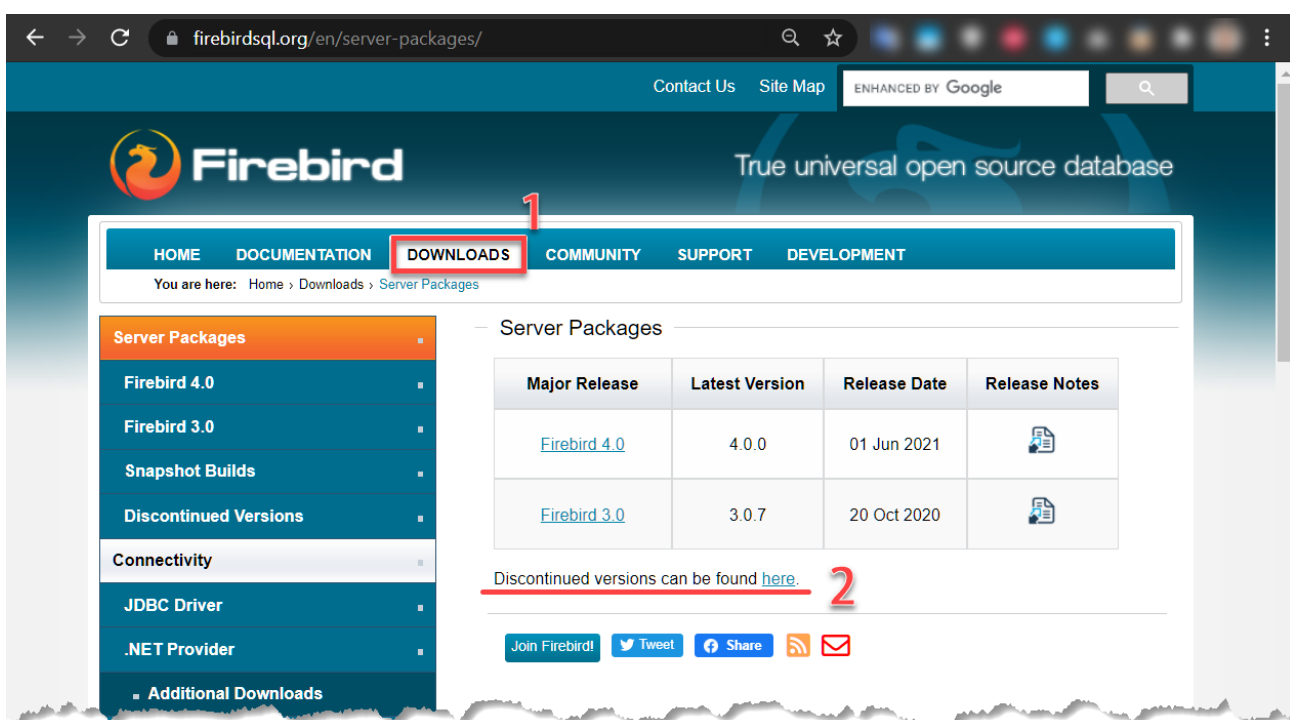 firebirdsql.org/en/server-packages/
Contact Us Site Map ENHANCED BY Google
Firebird
True universal open source database
1
HOME DOCUMENTATION DOWNLOADS COMMUNITY SUPPORT DEVELOPMENT
You are here: Home › Downloads › Server Packages
Server Packages
Firebird 4.0
Firebird 3.0
Snapshot Builds
Discontinued Versions
Connectivity
JDBC Driver
.NET Provider
Additional Downloads
Server Packages
Major Release Latest Version Release Date Release Notes
Firebird 4.0 4.0.0 01 Jun 2021
Firebird 3.0 3.0.7 20 Oct 2020
Discontinued versions can be found here.
2
Join Firebird! Tweet Share